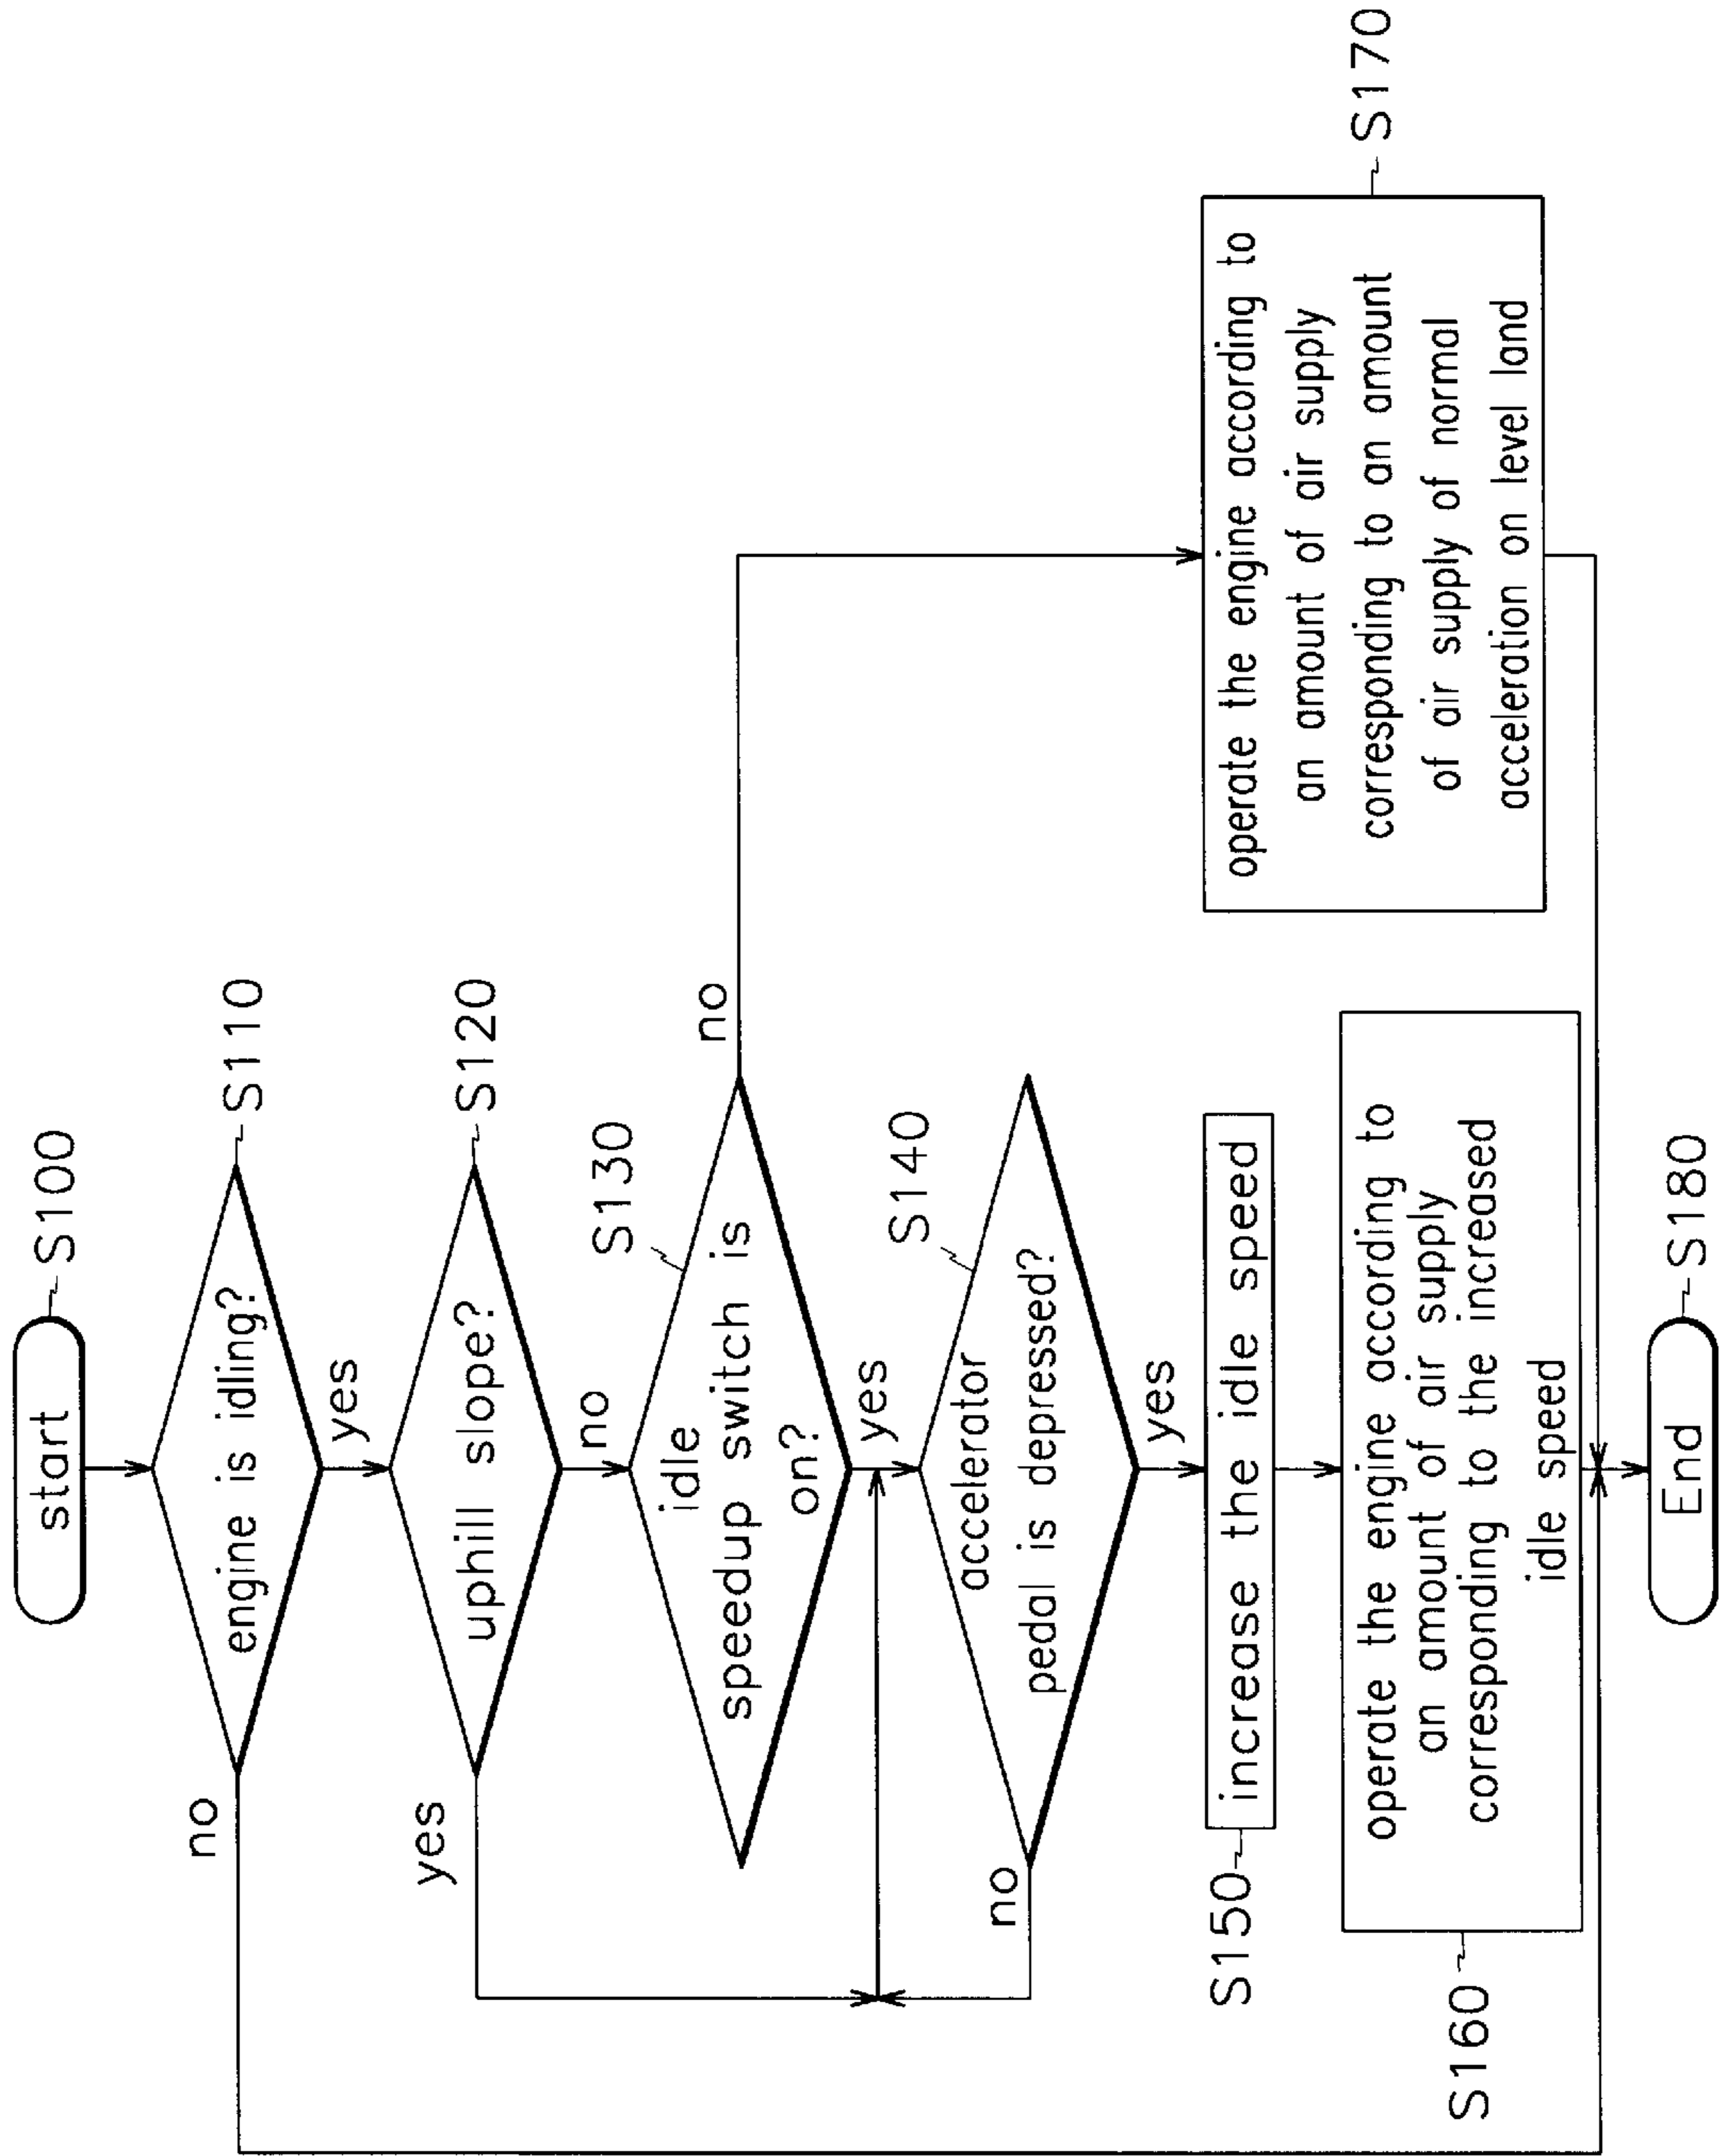 start
S100
engine is idling?
S110
no
yes
uphill slope?
S120
yes
no
idle
speedup switch is
on?
S130
no
yes
accelerator
pedal is depressed?
S140
no
yes
S150
increase the idle speed
S160
operate the engine according to
an amount of air supply
corresponding to the increased
idle speed
operate the engine according to
an amount of air supply
corresponding to an amount
of air supply of normal
acceleration on level land
S170
End
S180